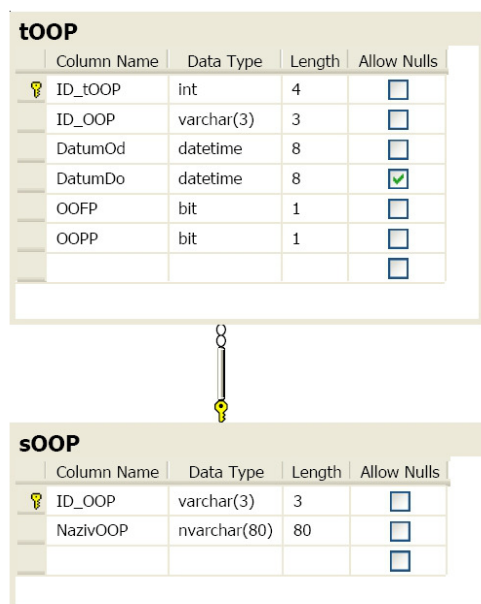 tOOP
Column Name Data Type Length Allow Nulls
ID_tOOP int 4
ID_OOP varchar(3) 3
DatumOd datetime 8
DatumDo datetime 8
OOFP bit 1
OOPP bit 1
sOOP
Column Name Data Type Length Allow Nulls
ID_OOP varchar(3) 3
NazivOOP nvarchar(80) 80